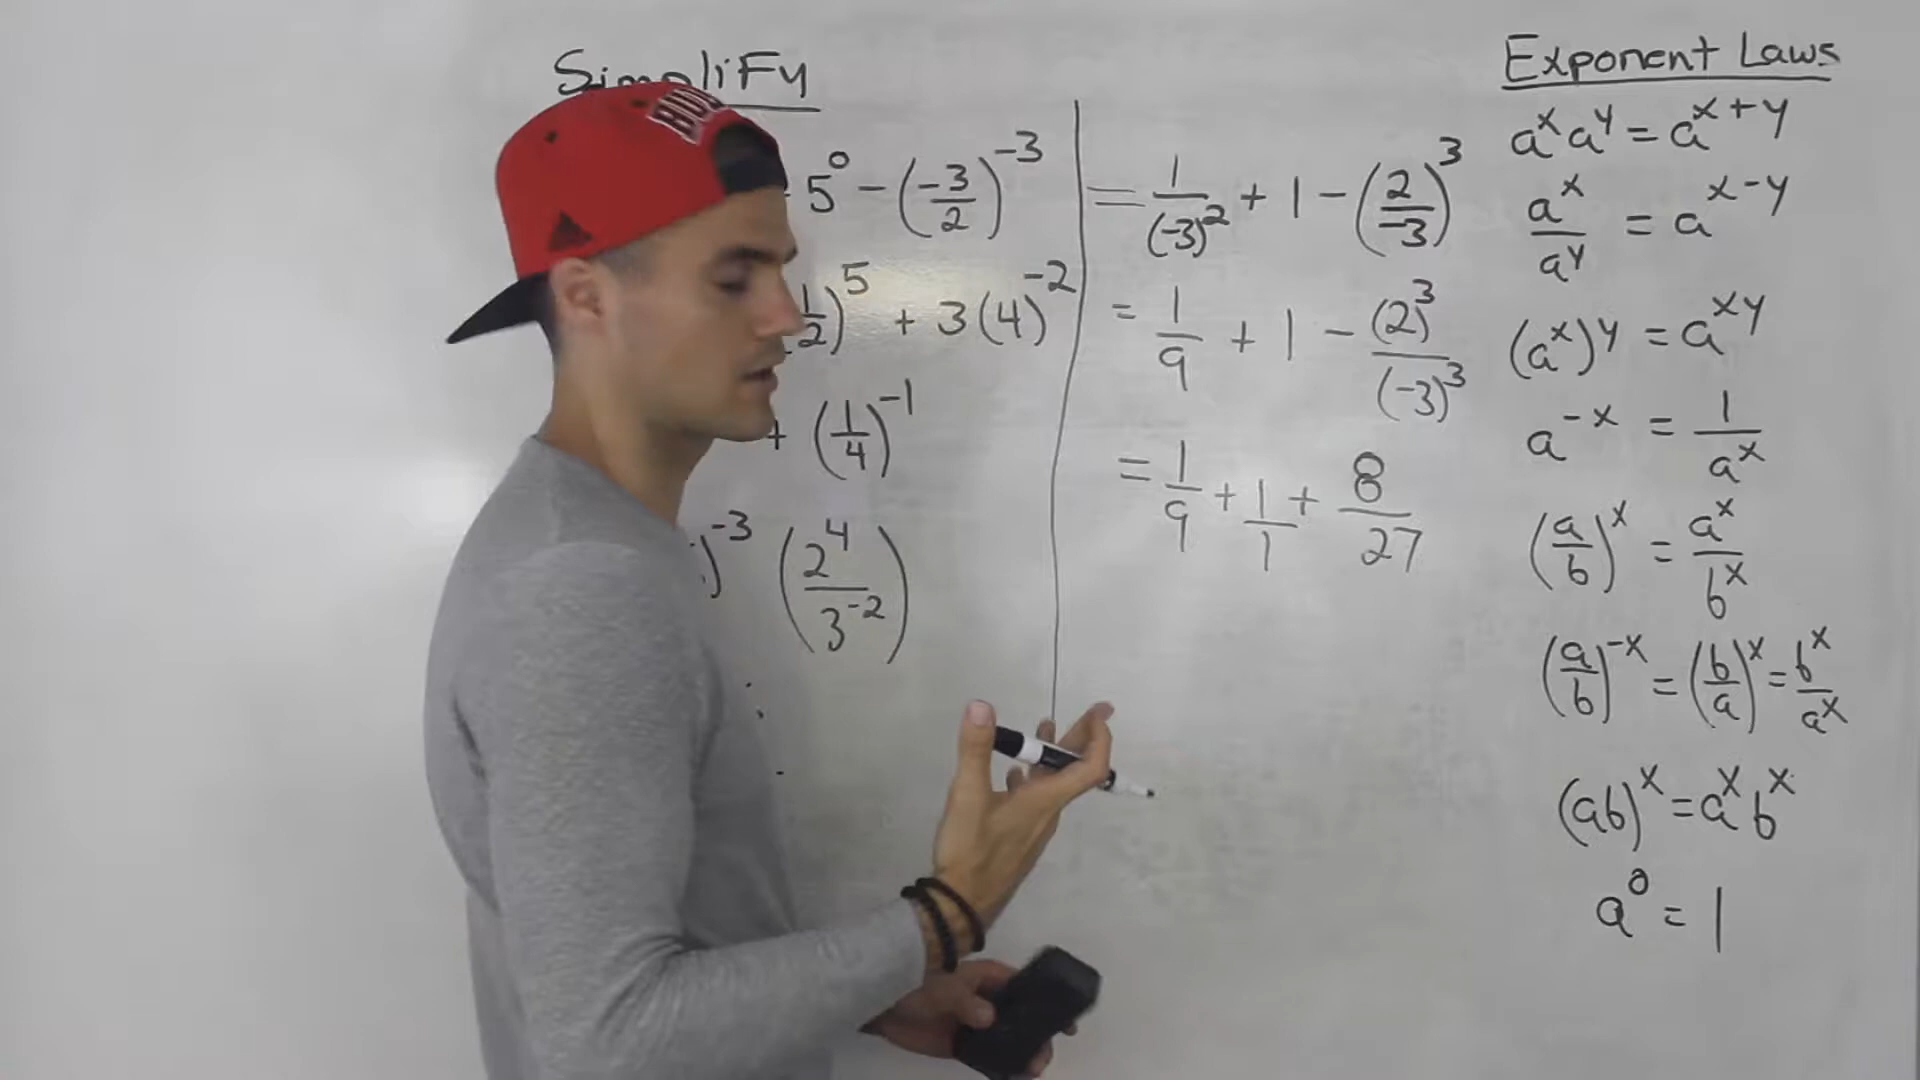 Simplify
5⁰ - (-3/2)⁻³
1/2)⁵ + 3(4)⁻²
+ (1/4)⁻¹
)⁻³ (2⁴/3⁻²)
= 1/(-3)² + 1 - (2/-3)³
= 1/9 + 1 - (2)³/(-3)³
= 1/9 + 1/1 + 8/27
Exponent Laws
aˣaʸ = aˣ⁺ʸ
aˣ/aʸ = aˣ⁻ʸ
(aˣ)ʸ = aˣʸ
a⁻ˣ = 1/aˣ
(a/b)ˣ = aˣ/bˣ
(a/b)⁻ˣ = (b/a)ˣ = bˣ/aˣ
(ab)ˣ = aˣbˣ
a⁰ = 1